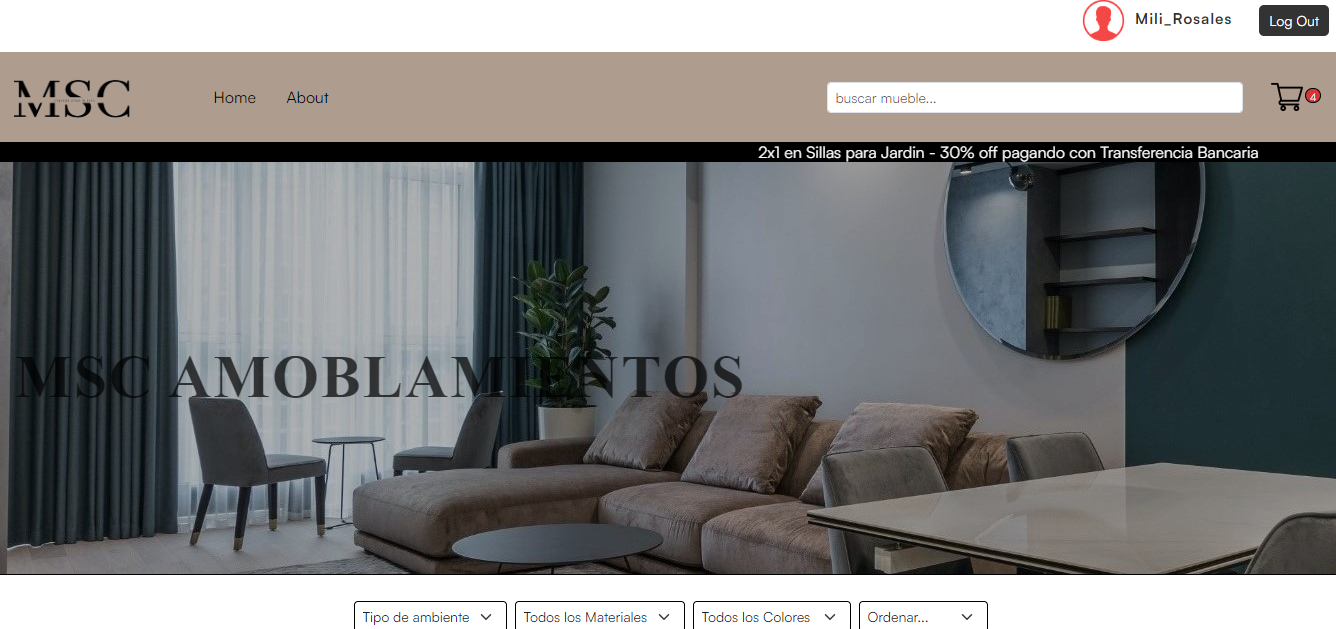 Mili_Rosales
Log Out
MSC
Home
About
buscar mueble...
4
2x1 en Sillas para Jardin - 30% off pagando con Transferencia Bancaria
MSC AMOBLAMIENTOS
Tipo de ambiente
Todos los Materiales
Todos los Colores
Ordenar...